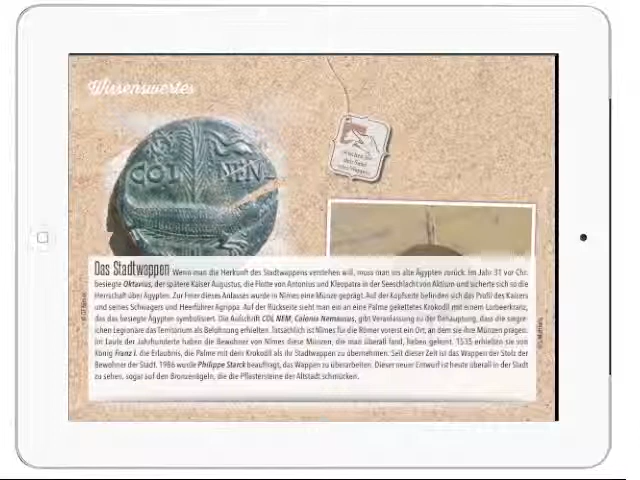 Wissenswertes
COL NEM
Das Stadtwappen Wenn man die Herkunft des Stadtwappens verstehen will, muss man ins alte Ägypten zurück. Im Jahr 31 vor Chr.
besiegte Oktavius, der spätere Kaiser Augustus, die Flotte von Antonius und Kleopatra in der Seeschlacht von Aktium und sicherte sich so die
Herrschaft über Ägypten. Zur Feier dieses Anlasses wurde in Nîmes eine Münze geprägt. Auf der Kopfseite befinden sich das Profil des Kaisers
und seines Schwagers und Heerführer Agrippa. Auf der Rückseite sieht man ein an eine Palme gekettetes Krokodil mit einem Lorbeerkranz,
das das besiegte Ägypten symbolisiert. Die Aufschrift COL NEM, Colonia Nemausus, gibt Veranlassung zu der Behauptung, dass die siegrei-
chen Legionäre das Territorium als Belohnung erhielten. Tatsächlich ist Nîmes für die Römer vorerst ein Ort, an dem sie ihre Münzen prägen.
Im Laufe der Jahrhunderte haben die Bewohner von Nîmes diese Münzen, die man überall fand, lieben gelernt. 1535 erhielten sie von
König Franz I. die Erlaubnis, die Palme mit dem Krokodil als ihr Stadtwappen zu übernehmen. Seit dieser Zeit ist das Wappen der Stolz der
Bewohner der Stadt. 1986 wurde Philippe Starck beauftragt, das Wappen zu überarbeiten. Dieser neue Entwurf ist heute überall in der Stadt
zu sehen, sogar auf den Bronzenägeln, die die Pflastersteine der Altstadt schmücken.